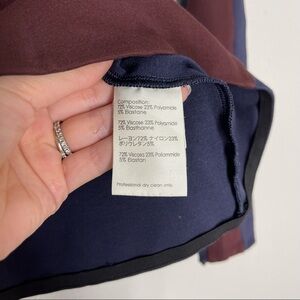 Composition:
72% Viscose 23% Polyamide
5% Elastane
72% Viscose 23% Polyamide
5% Elasthanne
レーヨン72% ナイロン23%
ポリウレタン5%
72% Viscosa 23% Poliammide
5% Elastan
Professional dry clean only.